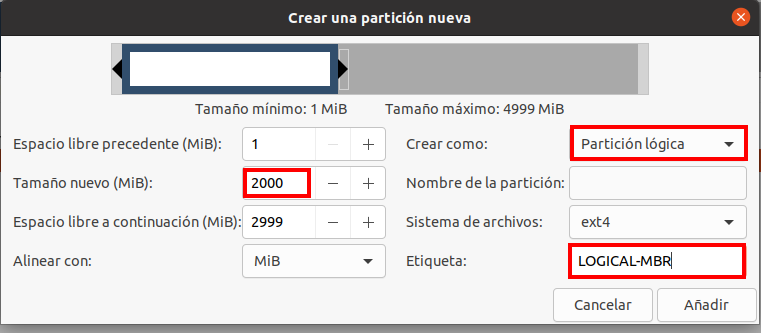 Crear una partición nueva
Tamaño mínimo: 1 MiB Tamaño máximo: 4999 MiB
Espacio libre precedente (MiB): 1 Crear como: Partición lógica
Tamaño nuevo (MiB): 2000 Nombre de la partición:
Espacio libre a continuación (MiB): 2999 Sistema de archivos: ext4
Alinear con: MiB Etiqueta: LOGICAL-MBR
Cancelar Añadir